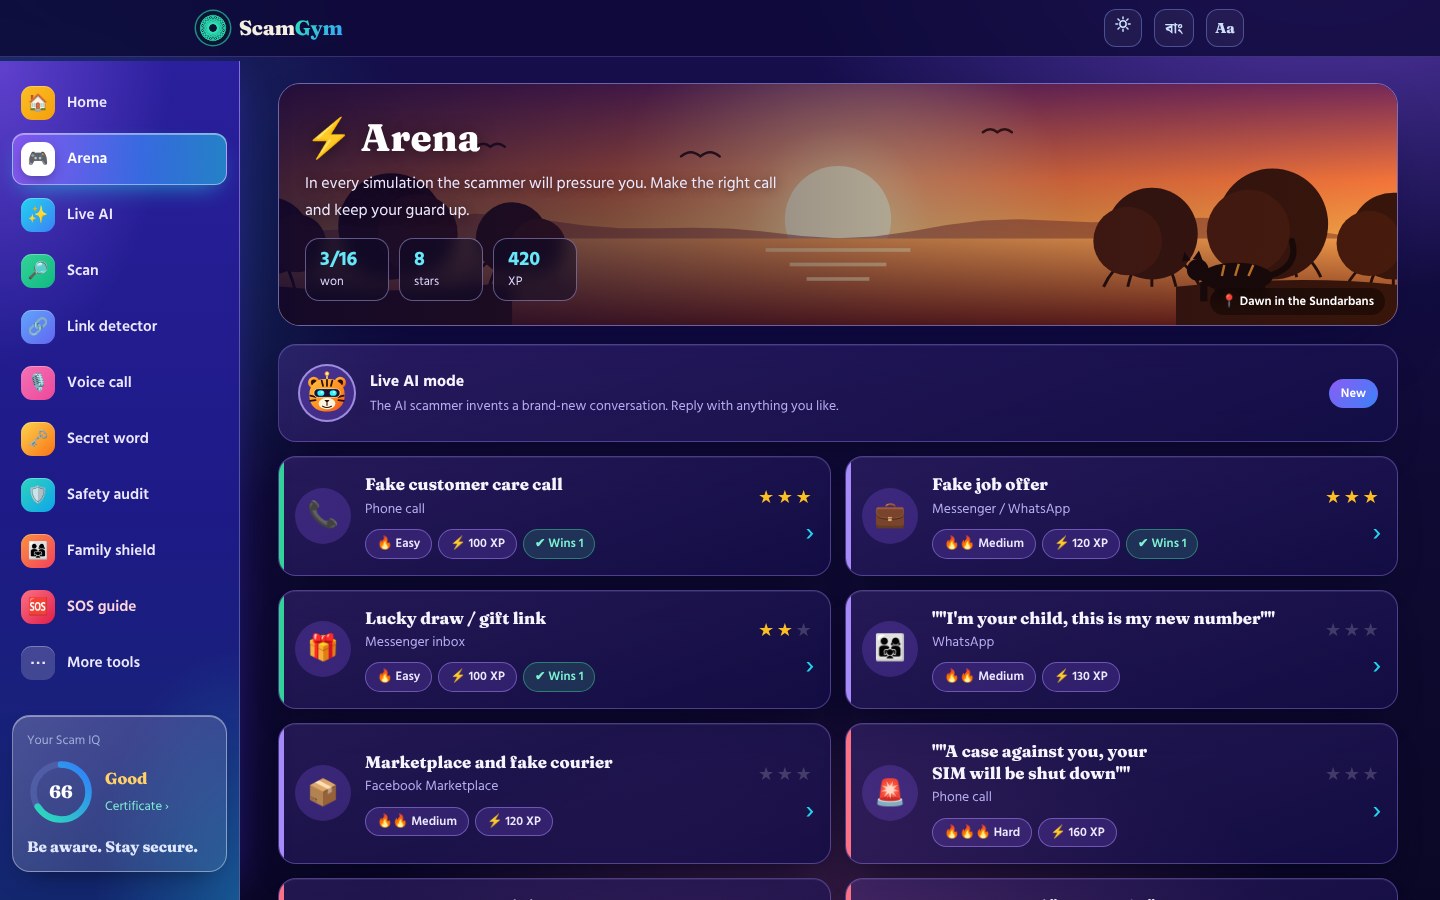 ScamGym
বাং
Aa
Home
Arena
Live AI
Scan
Link detector
Voice call
Secret word
Safety audit
Family shield
SOS
SOS guide
More tools
Your Scam IQ
66
Good
Certificate ›
Be aware. Stay secure.
Arena
In every simulation the scammer will pressure you. Make the right call
and keep your guard up.
3/16
won
8
stars
420
XP
Dawn in the Sundarbans
Live AI mode
The AI scammer invents a brand-new conversation. Reply with anything you like.
New
Fake customer care call
Phone call
Easy
100 XP
✔ Wins 1
Fake job offer
Messenger / WhatsApp
Medium
120 XP
✔ Wins 1
Lucky draw / gift link
Messenger inbox
Easy
100 XP
✔ Wins 1
""I'm your child, this is my new number""
WhatsApp
Medium
130 XP
Marketplace and fake courier
Facebook Marketplace
Medium
120 XP
""A case against you, your
SIM will be shut down""
Phone call
Hard
160 XP